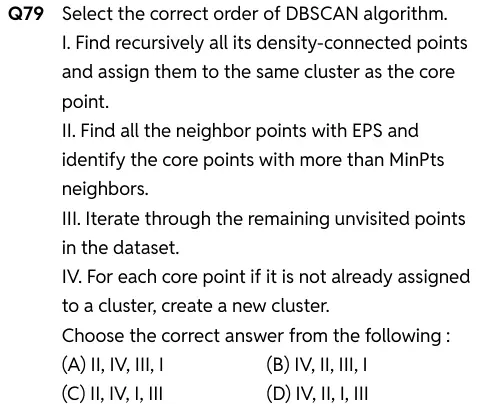 Q79 Select the correct order of DBSCAN algorithm.
I. Find recursively all its density-connected points
and assign them to the same cluster as the core
point.
II. Find all the neighbor points with EPS and
identify the core points with more than MinPts
neighbors.
III. Iterate through the remaining unvisited points
in the dataset.
IV. For each core point if it is not already assigned
to a cluster, create a new cluster.
Choose the correct answer from the following :
(A) II, IV, III, I (B) IV, II, III, I
(C) II, IV, I, III (D) IV, II, I, III